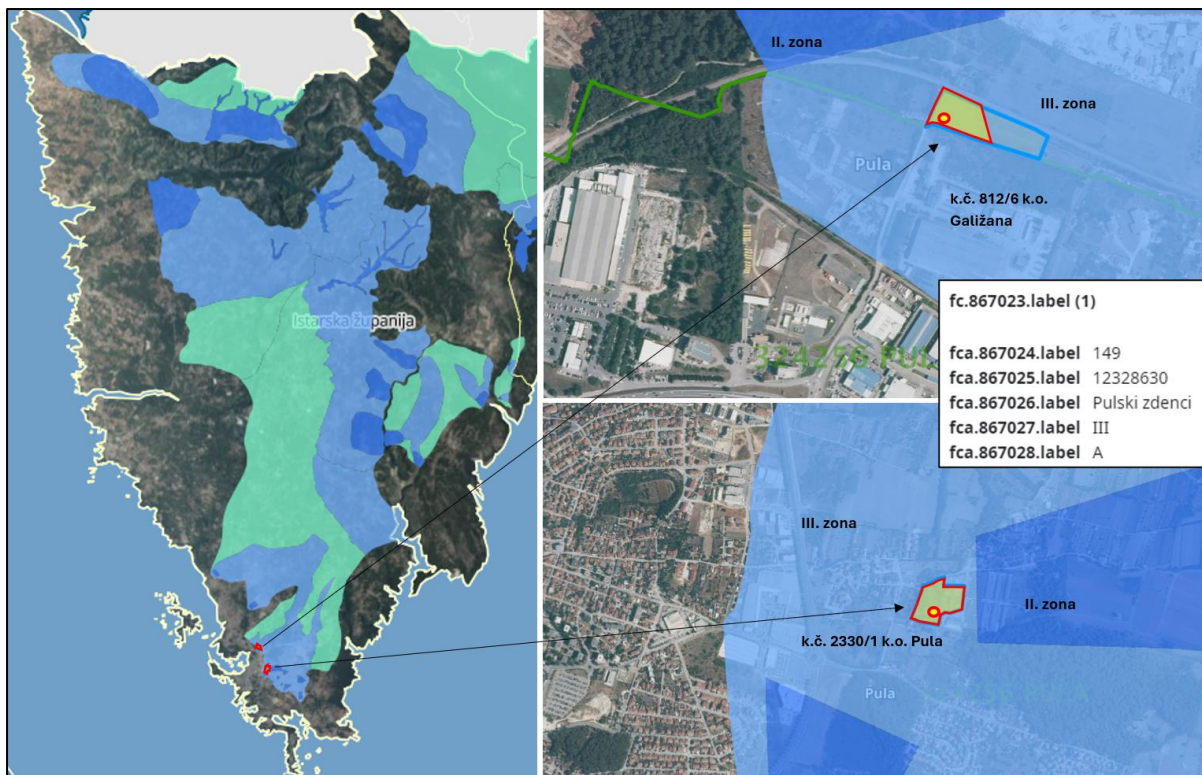 Istarska županija
II. zona
III. zona
Pula
k.č. 812/6 k.o.
Galižana
324256 PULA
fc.867023.label (1)
fca.867024.label 149
fca.867025.label 12328630
fca.867026.label Pulski zdenci
fca.867027.label III
fca.867028.label A
III. zona
II. zona
k.č. 2330/1 k.o. Pula
Pula